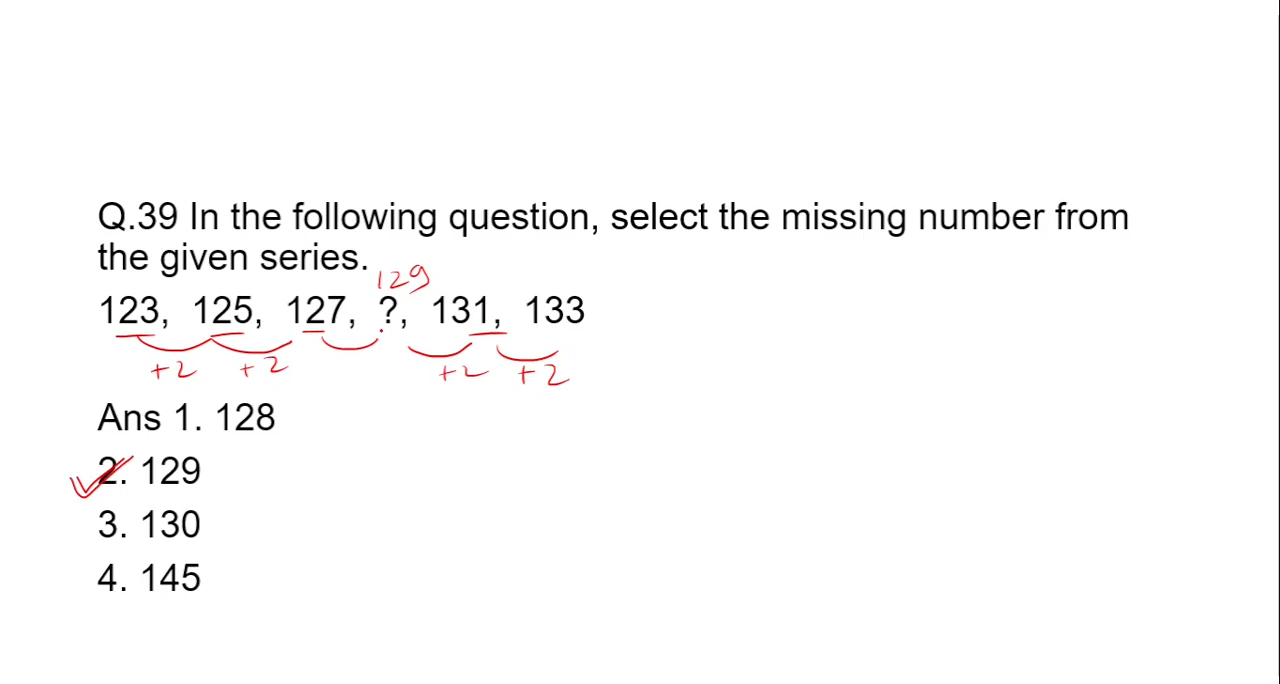 Q.39 In the following question, select the missing number from
the given series.
129
123, 125, 127, ?, 131, 133
+2 +2 +2 +2
Ans 1. 128
2. 129
3. 130
4. 145